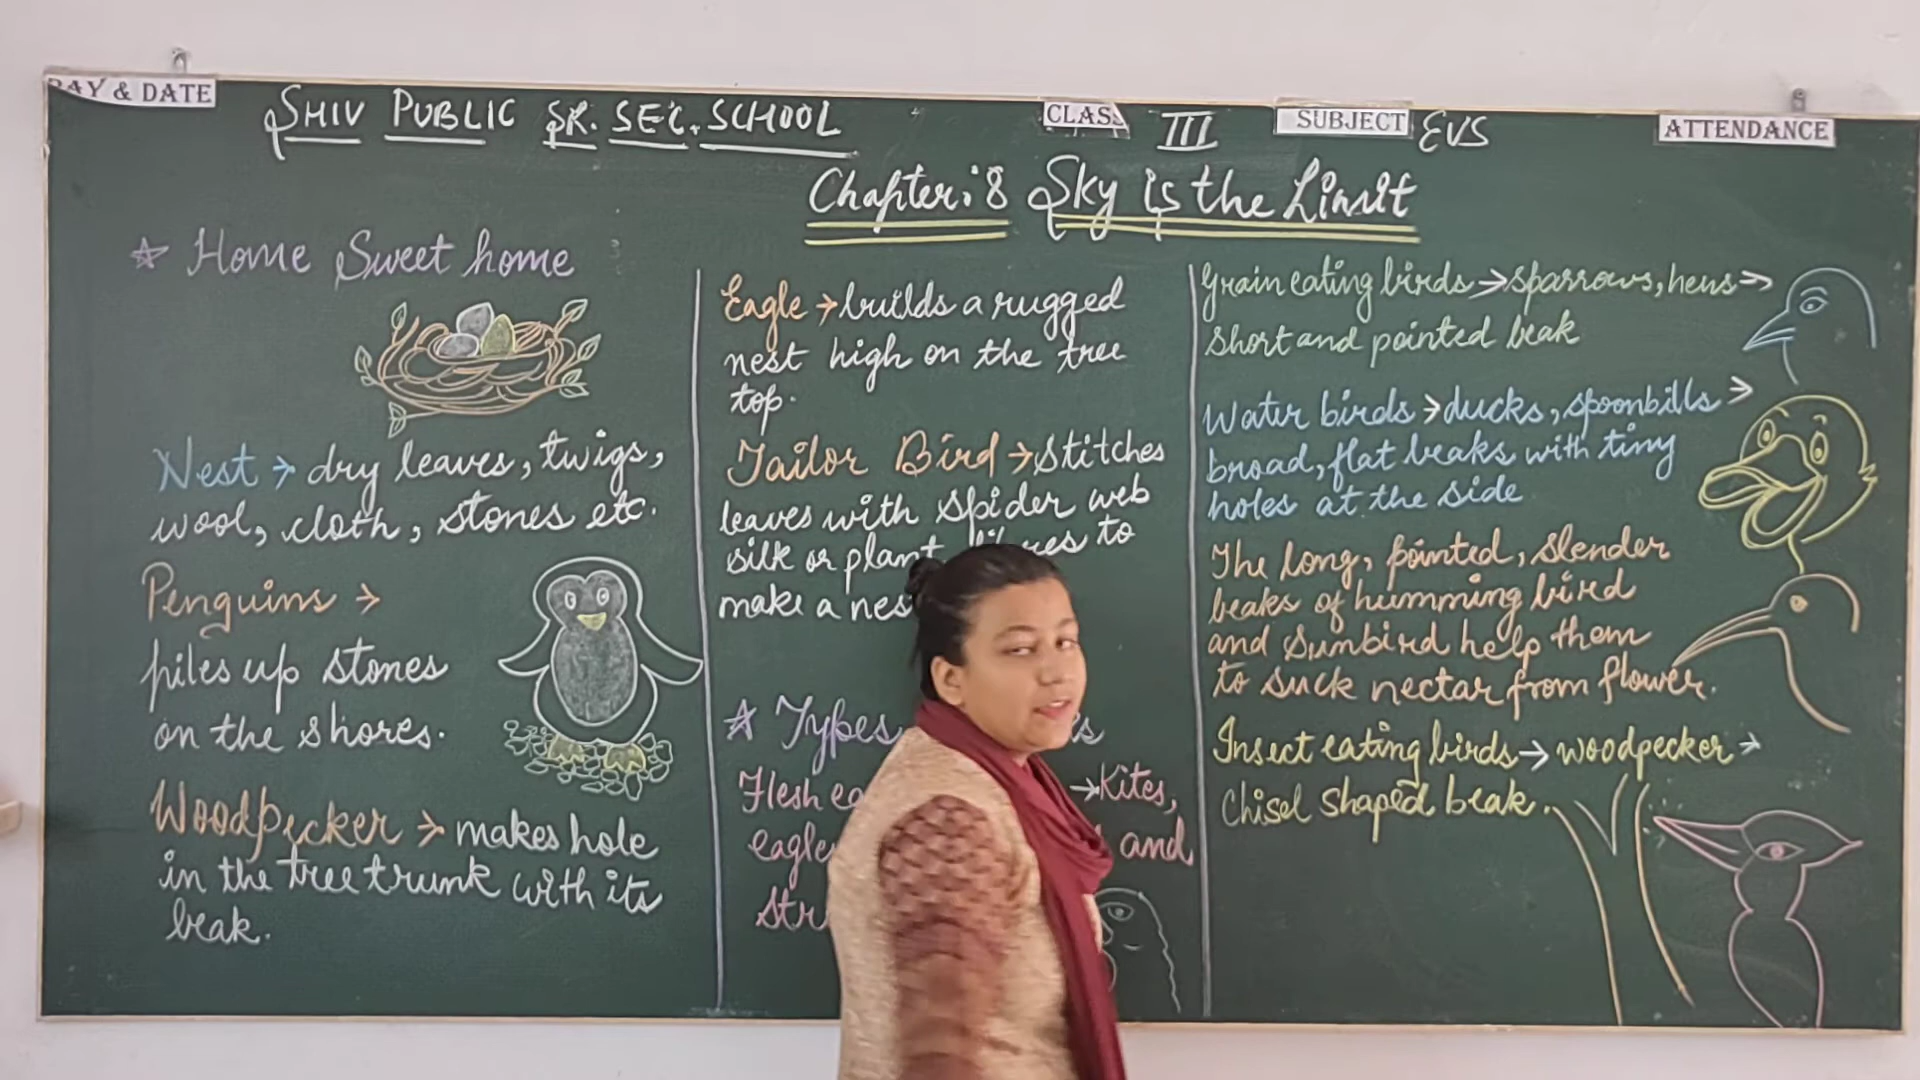 DAY & DATE
SHIV PUBLIC SR. SEC. SCHOOL
CLASS
III
SUBJECT
EVS
ATTENDANCE
Chapter: 8 Sky is the Limit
☆ Home Sweet home
Nest → dry leaves, twigs,
wool, cloth, stones etc.
Penguins →
piles up stones
on the shores.
WoodPecker → makes hole
in the tree trunk with its
beak.
Eagle → builds a rugged
nest high on the tree
top.
Tailor Bird → stitches
leaves with spider web
silk or plant to
make a
☆ Types
Flesh → Kites,
and
Grain eating birds → sparrows, hens →
short and pointed beak
Water birds → ducks, spoonbills →
broad, flat beaks with tiny
holes at the side
The long, pointed, slender
beaks of humming bird
and sunbird help them
to suck nectar from flower.
Insect eating birds → woodpecker →
Chisel shaped beak.